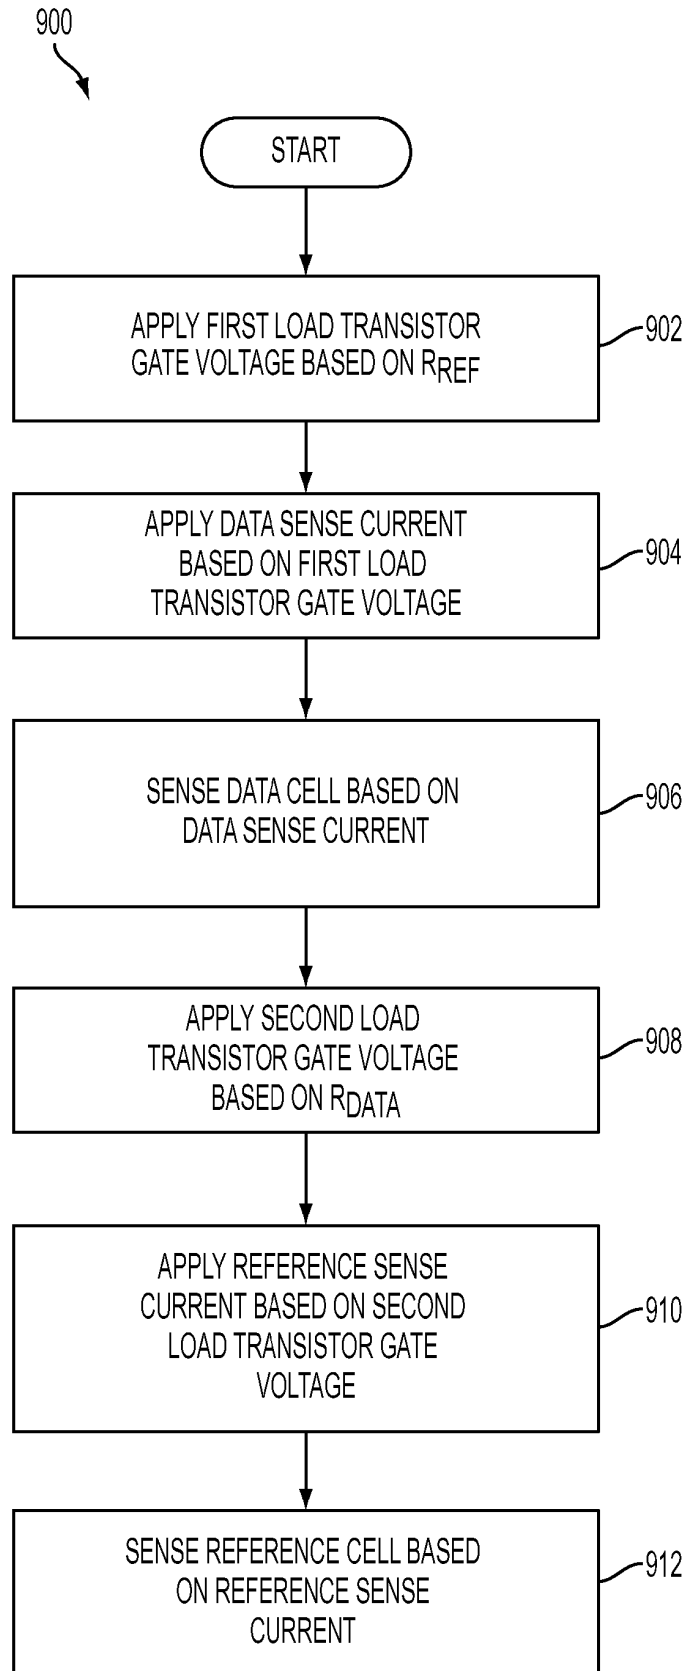 900
START
APPLY FIRST LOAD TRANSISTOR
GATE VOLTAGE BASED ON RREF
902
APPLY DATA SENSE CURRENT
BASED ON FIRST LOAD
TRANSISTOR GATE VOLTAGE
904
SENSE DATA CELL BASED ON
DATA SENSE CURRENT
906
APPLY SECOND LOAD
TRANSISTOR GATE VOLTAGE
BASED ON RDATA
908
APPLY REFERENCE SENSE
CURRENT BASED ON SECOND
LOAD TRANSISTOR GATE
VOLTAGE
910
SENSE REFERENCE CELL BASED
ON REFERENCE SENSE
CURRENT
912